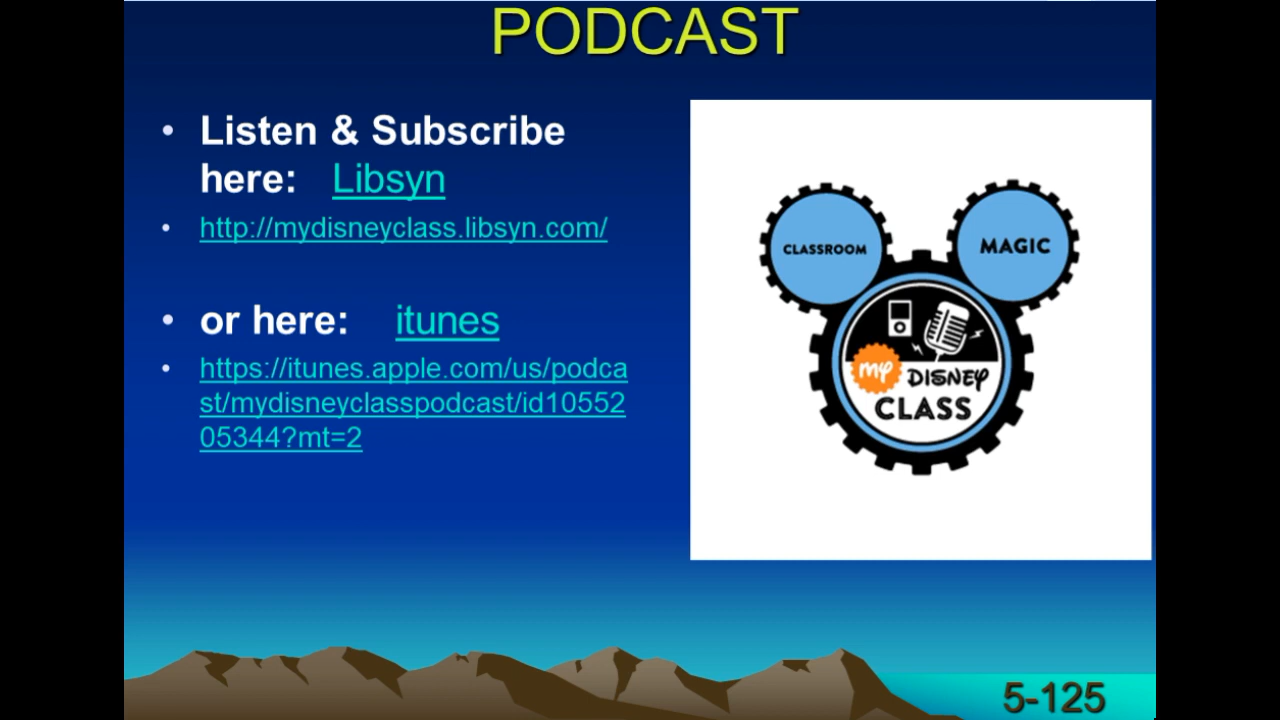 PODCAST
• Listen & Subscribe
here: Libsyn
• http://mydisneyclass.libsyn.com/
• or here: itunes
• https://itunes.apple.com/us/podca
st/mydisneyclasspodcast/id10552
05344?mt=2
CLASSROOM
MAGIC
my DISNEY
CLASS
5-125